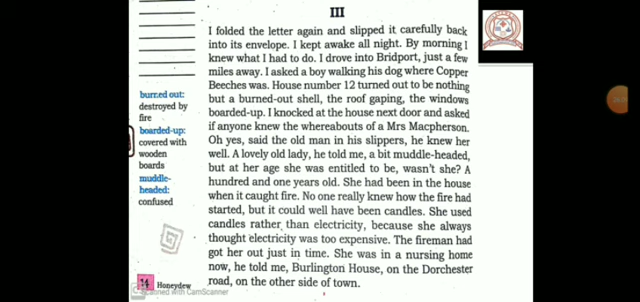 III
I folded the letter again and slipped it carefully back
into its envelope. I kept awake all night. By morning I
knew what I had to do. I drove into Bridport, just a few
miles away. I asked a boy walking his dog where Copper
Beeches was. House number 12 turned out to be nothing
but a burned-out shell, the roof gaping, the windows
boarded-up. I knocked at the house next door and asked
if anyone knew the whereabouts of a Mrs Macpherson.
Oh yes, said the old man in his slippers, he knew her
well. A lovely old lady, he told me, a bit muddle-headed,
but at her age she was entitled to be, wasn't she? A
hundred and one years old. She had been in the house
when it caught fire. No one really knew how the fire had
started, but it could well have been candles. She used
candles rather than electricity, because she always
thought electricity was too expensive. The fireman had
got her out just in time. She was in a nursing home
now, he told me, Burlington House, on the Dorchester
road, on the other side of town.
burned out:
destroyed by
fire
boarded-up:
covered with
wooden
boards
muddle-
headed:
confused
14 Honeydew
Scanned with CamScanner